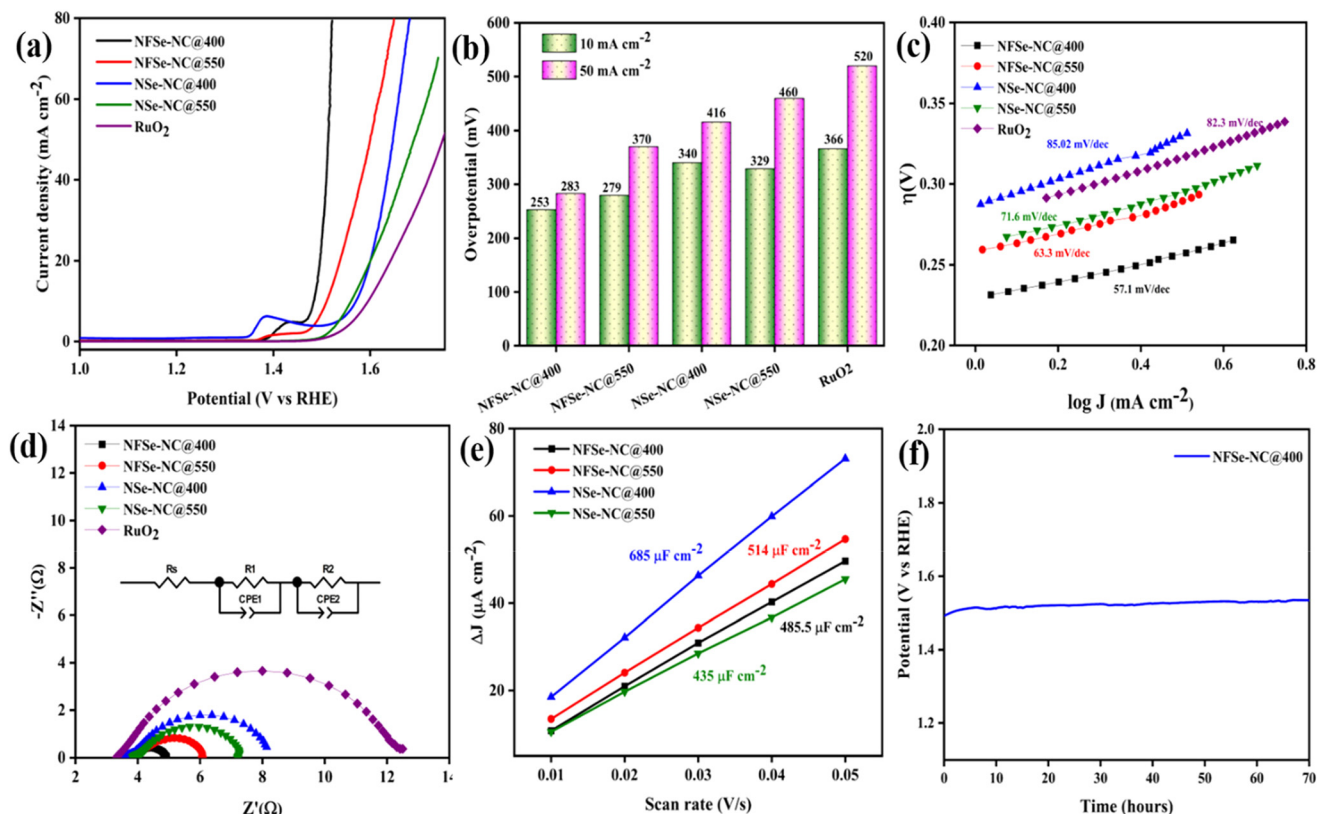 (a)
NFSe-NC@400
NFSe-NC@550
NSe-NC@400
NSe-NC@550
RuO2
80
60
40
20
0
1.0
1.2
1.4
1.6
Current density (mA cm-2)
Potential (V vs RHE)
(b)
10 mA cm-2
50 mA cm-2
600
500
400
300
200
100
0
253
283
279
370
340
416
329
460
366
520
Overpotential (mV)
NFSe-NC@400
NFSe-NC@550
NSe-NC@400
NSe-NC@550
RuO2
(c)
NFSe-NC@400
NFSe-NC@550
NSe-NC@400
NSe-NC@550
RuO2
0.40
0.35
0.30
0.25
0.20
85.02 mV/dec
82.3 mV/dec
71.6 mV/dec
63.3 mV/dec
57.1 mV/dec
0.0
0.2
0.4
0.6
0.8
η(V)
log J (mA cm-2)
(d)
NFSe-NC@400
NFSe-NC@550
NSe-NC@400
NSe-NC@550
RuO2
14
12
10
8
6
4
2
0
Rs
R1
R2
CPE1
CPE2
2
4
6
8
10
12
14
-Z''(Ω)
Z'(Ω)
(e)
NFSe-NC@400
NFSe-NC@550
NSe-NC@400
NSe-NC@550
80
60
40
20
685 μF cm-2
514 μF cm-2
485.5 μF cm-2
435 μF cm-2
0.01
0.02
0.03
0.04
0.05
ΔJ (μA cm-2)
Scan rate (V/s)
(f)
NFSe-NC@400
2.0
1.8
1.6
1.4
1.2
0
10
20
30
40
50
60
70
Potential (V vs RHE)
Time (hours)